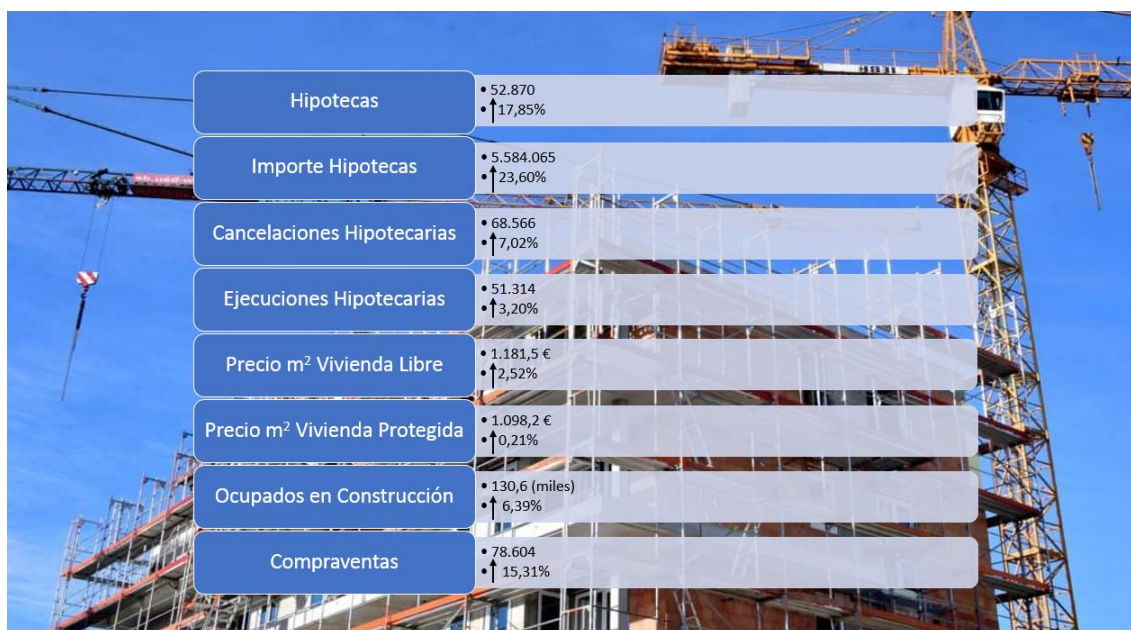 Hipotecas
• 52.870
• ↑17,85%
Importe Hipotecas
• 5.584.065
• ↑23,60%
Cancelaciones Hipotecarias
• 68.566
• ↑7,02%
Ejecuciones Hipotecarias
• 51.314
• ↑3,20%
Precio m² Vivienda Libre
• 1.181,5 €
• ↑2,52%
Precio m² Vivienda Protegida
• 1.098,2 €
• ↑0,21%
Ocupados en Construcción
• 130,6 (miles)
• ↑ 6,39%
Compraventas
• 78.604
• ↑ 15,31%